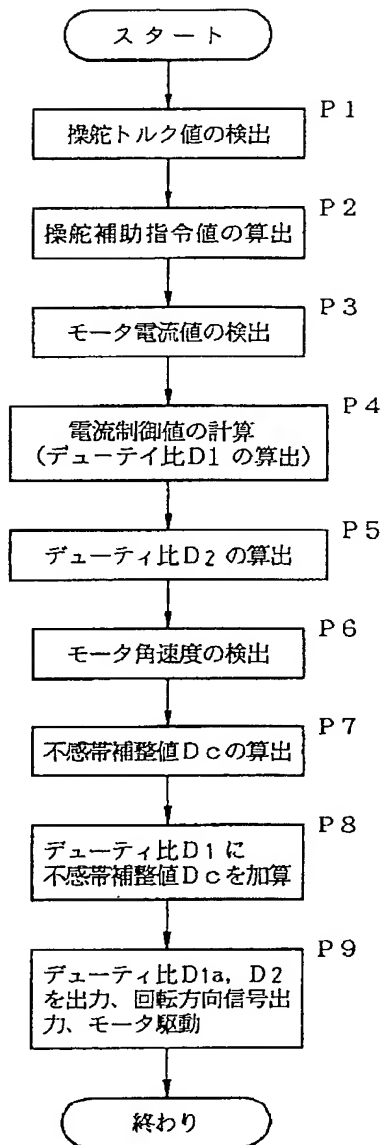 スタート
P1
操舵トルク値の検出
P2
操舵補助指令値の算出
P3
モータ電流値の検出
P4
電流制御値の計算
(デューテイ比D1 の算出)
P5
デューティ比D2 の算出
P6
モータ角速度の検出
P7
不感帯補整値Dcの算出
P8
デューティ比D1に
不感帯補整値Dcを加算
P9
デューティ比D1a, D2
を出力、回転方向信号出
力、モータ駆動
終わり